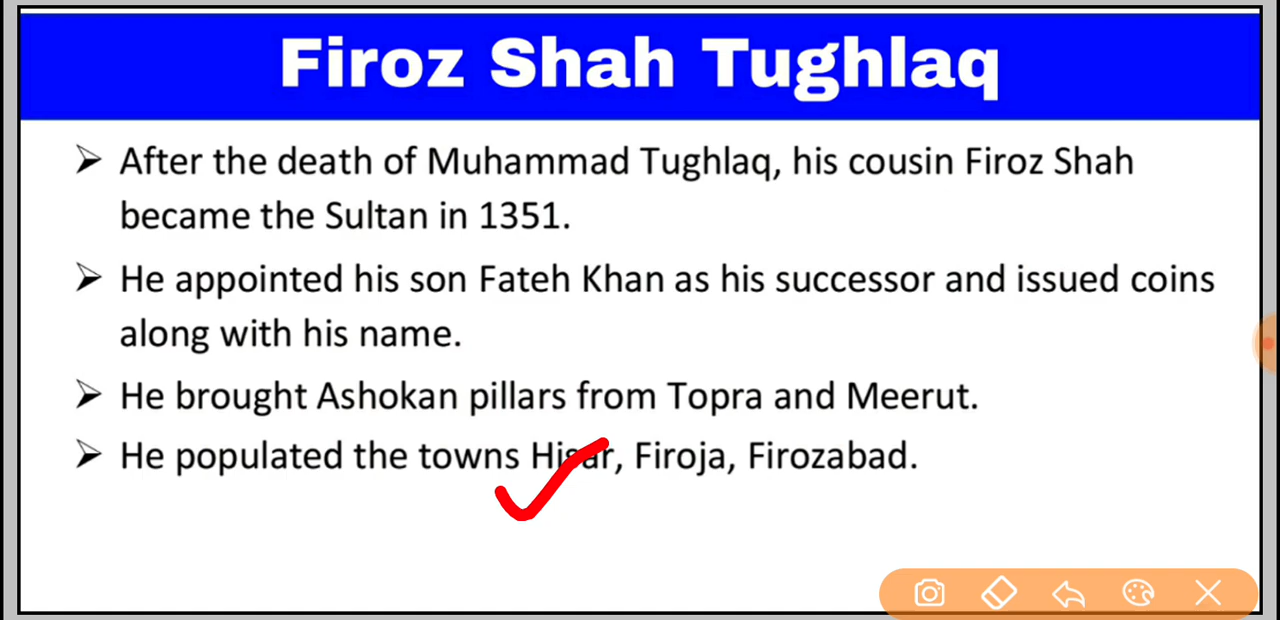 Firoz Shah Tughlaq
➢ After the death of Muhammad Tughlaq, his cousin Firoz Shah
became the Sultan in 1351.
➢ He appointed his son Fateh Khan as his successor and issued coins
along with his name.
➢ He brought Ashokan pillars from Topra and Meerut.
➢ He populated the towns Hisar, Firoja, Firozabad.